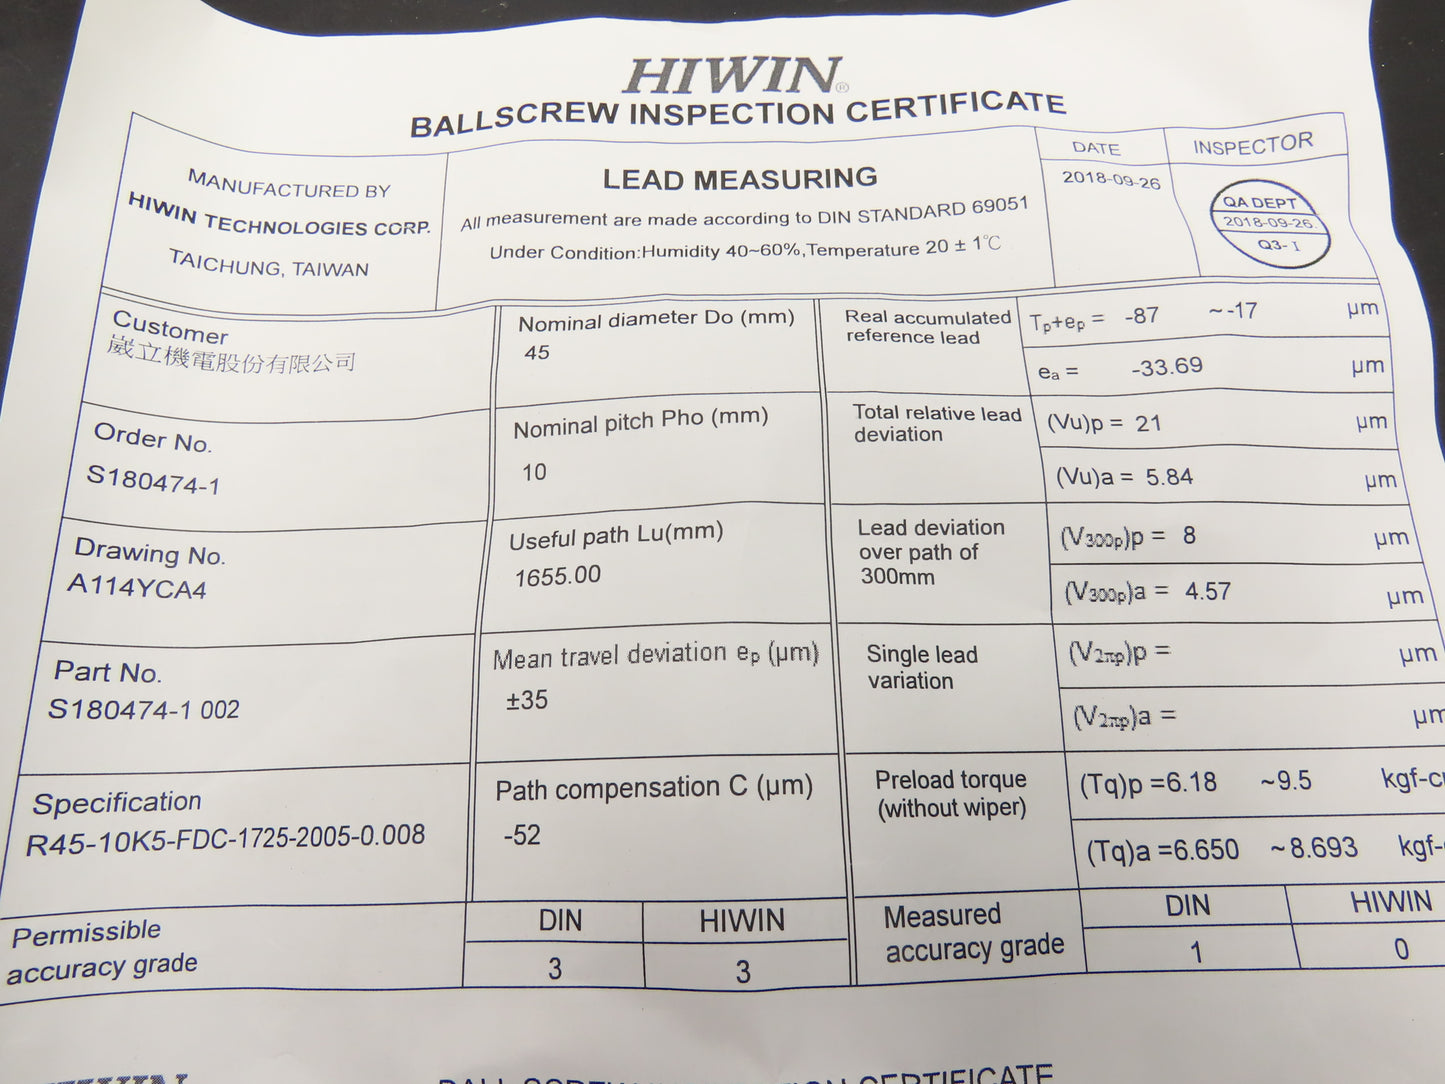 HIWIN®
BALLSCREW INSPECTION CERTIFICATE
MANUFACTURED BY
HIWIN TECHNOLOGIES CORP.
TAICHUNG, TAIWAN
LEAD MEASURING
All measurement are made according to DIN STANDARD 69051
Under Condition:Humidity 40~60%,Temperature 20 ± 1℃
DATE
2018-09-26
INSPECTOR
QA DEPT
2018-09-26.
Q3-I
Customer
崴立機電股份有限公司
Order No.
S180474-1
Drawing No.
A114YCA4
Part No.
S180474-1 002
Specification
R45-10K5-FDC-1725-2005-0.008
Nominal diameter Do (mm)
45
Nominal pitch Pho (mm)
10
Useful path Lu(mm)
1655.00
Mean travel deviation ep (µm)
±35
Path compensation C (µm)
-52
Real accumulated
reference lead
Tp+ep = -87 ~-17 µm
ea = -33.69 µm
Total relative lead
deviation
(Vu)p = 21 µm
(Vu)a = 5.84 µm
Lead deviation
over path of
300mm
(V300p)p = 8 µm
(V300p)a = 4.57 µm
Single lead
variation
(V2πp)p = µm
(V2πp)a = µm
Preload torque
(without wiper)
(Tq)p =6.18 ~9.5 kgf-c
(Tq)a =6.650 ~8.693 kgf-
Permissible
accuracy grade
DIN HIWIN
3 3
Measured
accuracy grade
DIN HIWIN
1 0